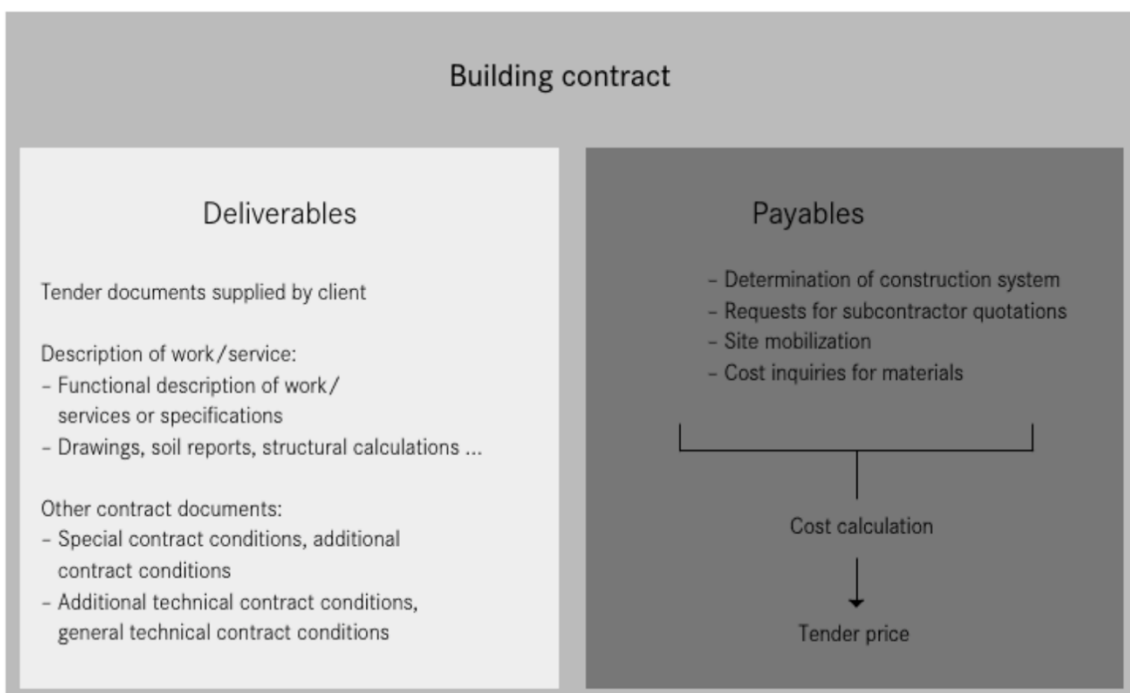 Building contract
Deliverables
Tender documents supplied by client
Description of work/service:
– Functional description of work/
services or specifications
– Drawings, soil reports, structural calculations ...
Other contract documents:
– Special contract conditions, additional
contract conditions
– Additional technical contract conditions,
general technical contract conditions
Payables
– Determination of construction system
– Requests for subcontractor quotations
– Site mobilization
– Cost inquiries for materials
Cost calculation
Tender price